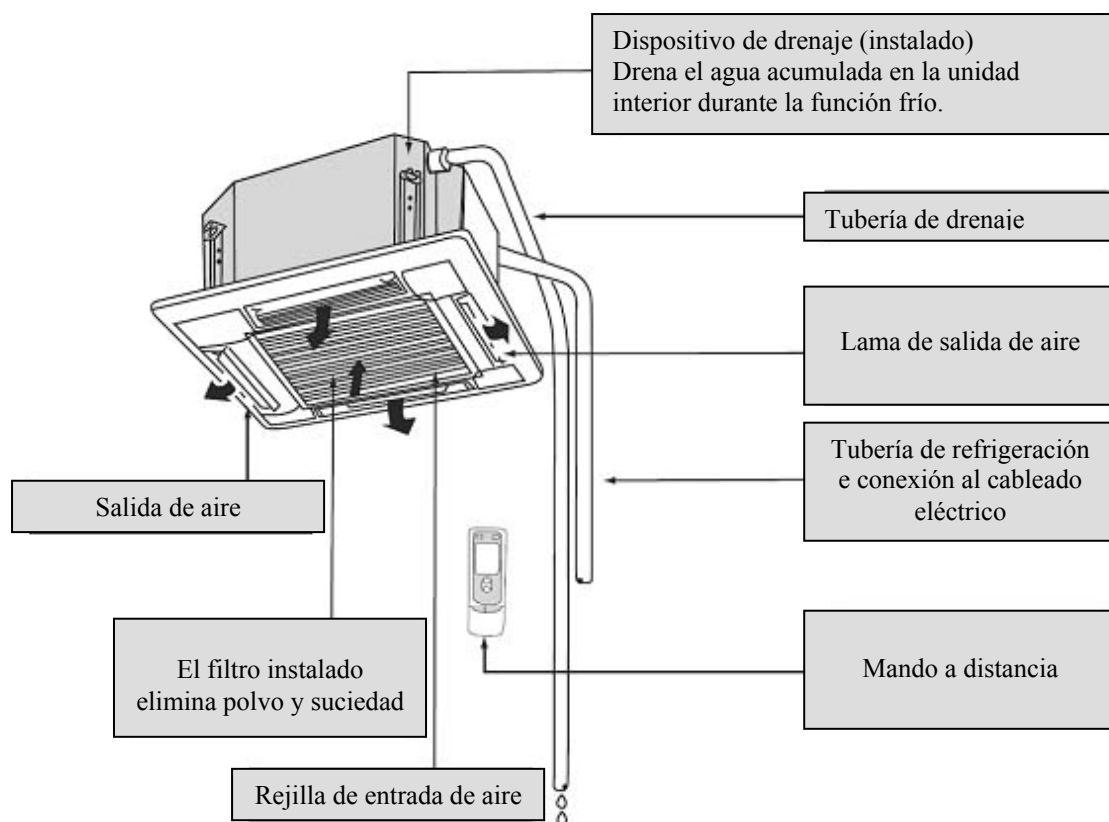 Dispositivo de drenaje (instalado)
Drena el agua acumulada en la unidad
interior durante la función frío.
Tubería de drenaje
Lama de salida de aire
Tubería de refrigeración
e conexión al cableado
eléctrico
Salida de aire
El filtro instalado
elimina polvo y suciedad
Mando a distancia
Rejilla de entrada de aire